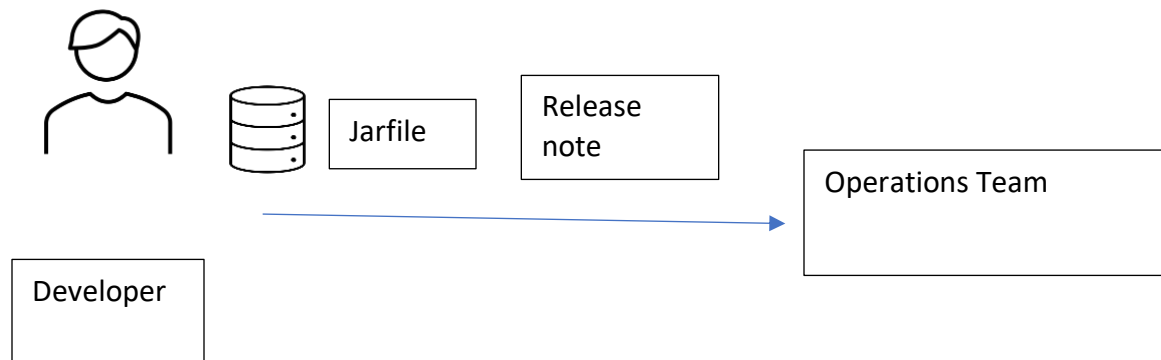 Jarfile
Release
note
Operations Team
Developer